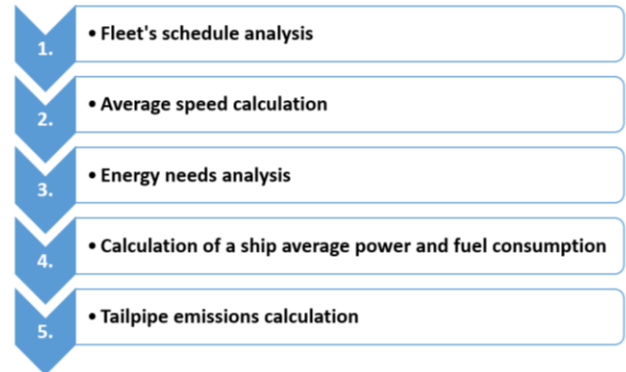 1. • Fleet's schedule analysis
2. • Average speed calculation
3. • Energy needs analysis
4. • Calculation of a ship average power and fuel consumption
5. • Tailpipe emissions calculation